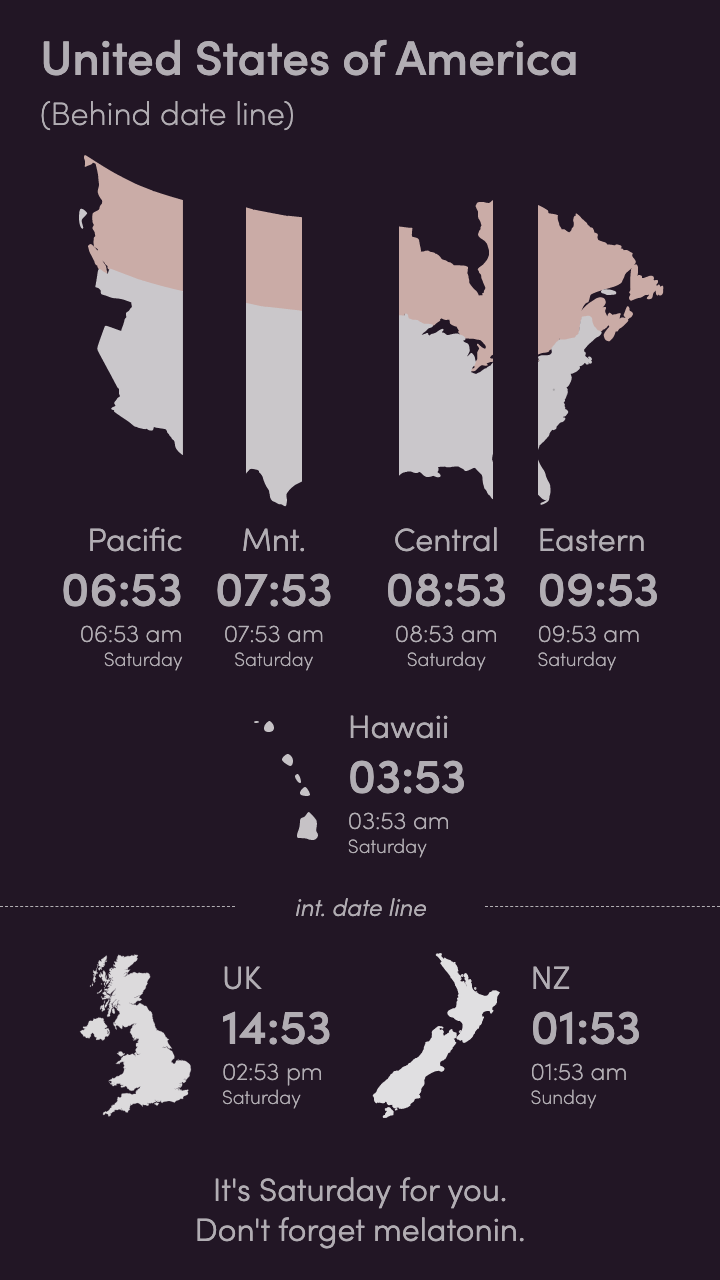 United States of America
(Behind date line)
Pacific
06:53
06:53 am
Saturday
Mnt.
07:53
07:53 am
Saturday
Central
08:53
08:53 am
Saturday
Eastern
09:53
09:53 am
Saturday
Hawaii
03:53
03:53 am
Saturday
int. date line
UK
14:53
02:53 pm
Saturday
NZ
01:53
01:53 am
Sunday
It's Saturday for you.
Don't forget melatonin.